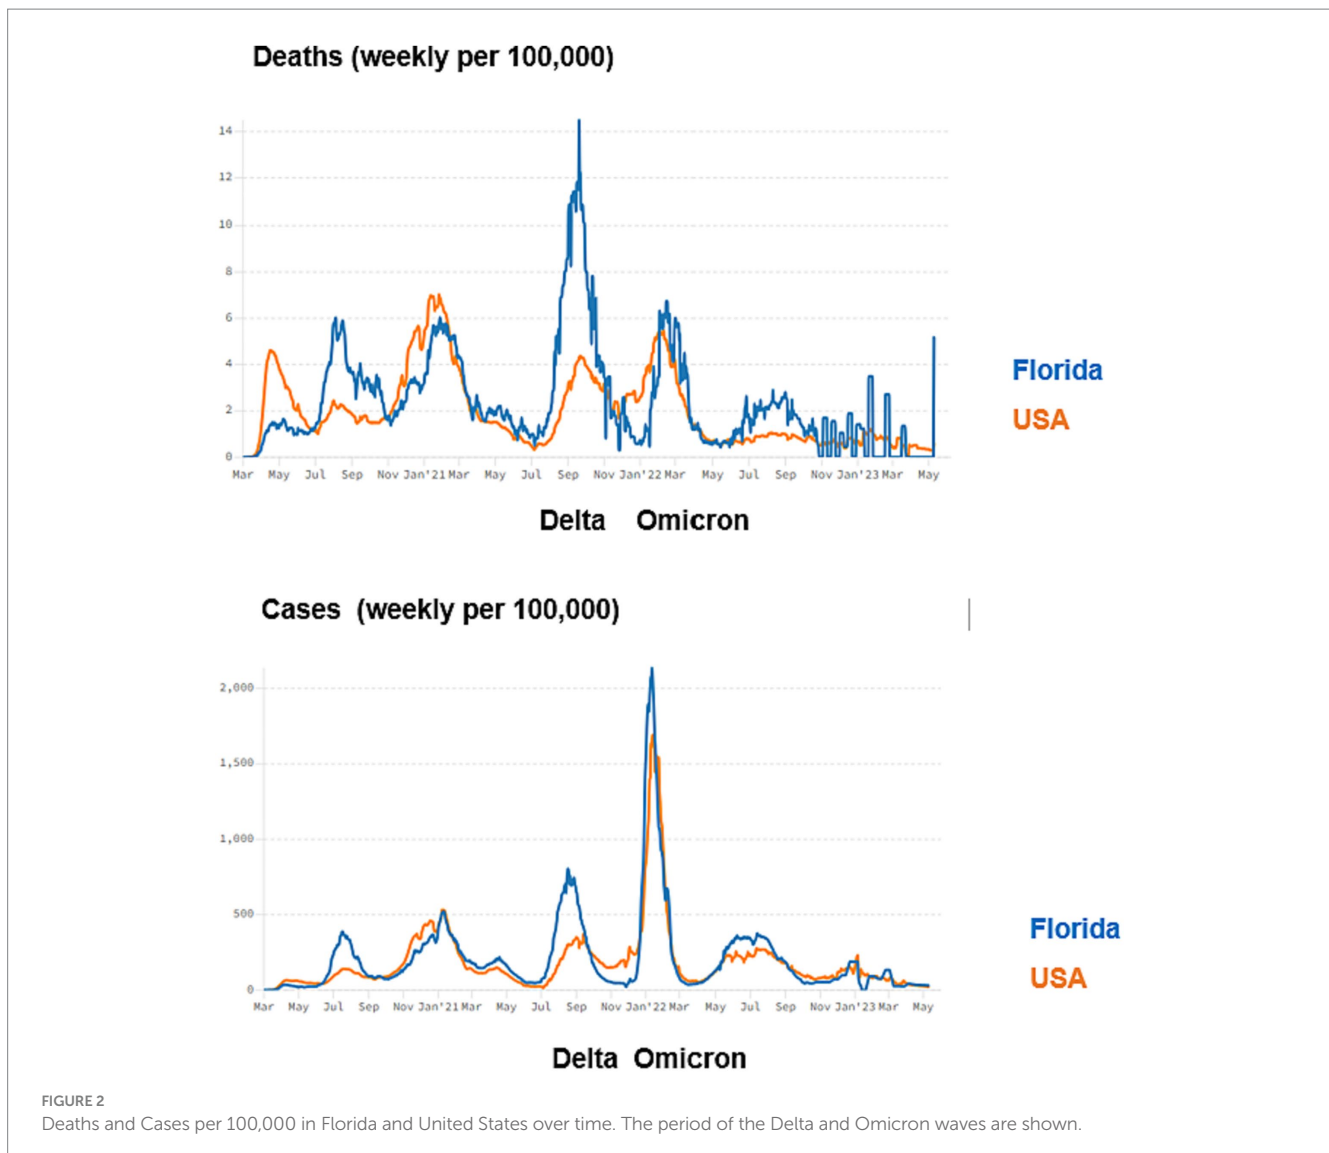 Deaths (weekly per 100,000)
14
12
10
8
6
4
2
0
Mar May Jul Sep Nov Jan'21 Mar May Jul Sep Nov Jan'22 Mar May Jul Sep Nov Jan'23 Mar May
Florida
USA
Delta Omicron
Cases (weekly per 100,000)
2,000
1,500
1,000
500
0
Mar May Jul Sep Nov Jan'21 Mar May Jul Sep Nov Jan'22 Mar May Jul Sep Nov Jan'23 Mar May
Florida
USA
Delta Omicron
FIGURE 2
Deaths and Cases per 100,000 in Florida and United States over time. The period of the Delta and Omicron waves are shown.